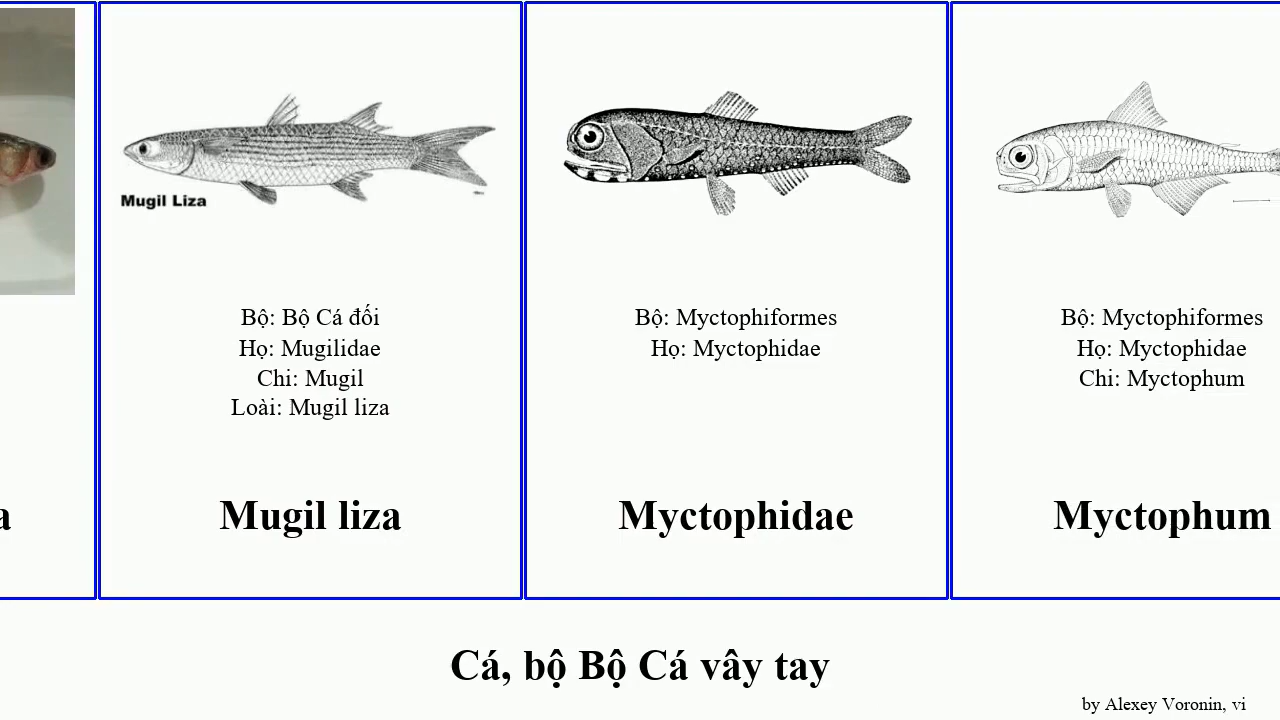 Mugil Liza
Bộ: Bộ Cá đối
Họ: Mugilidae
Chi: Mugil
Loài: Mugil liza
Mugil liza
Bộ: Myctophiformes
Họ: Myctophidae
Myctophidae
Bộ: Myctophiformes
Họ: Myctophidae
Chi: Myctophum
Myctophum
a
Cá, bộ Bộ Cá vây tay
by Alexey Voronin, vi